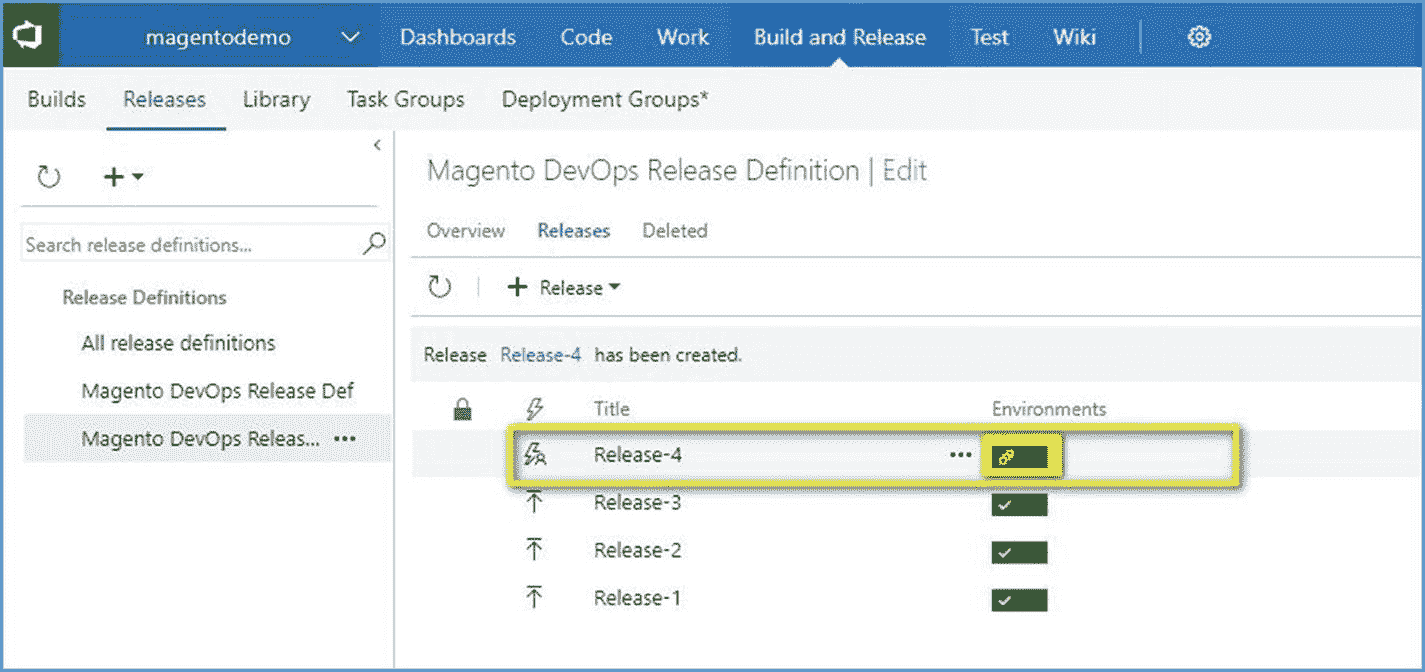 magentodemo Dashboards Code Work Build and Release Test Wiki
Builds Releases Library Task Groups Deployment Groups*
Magento DevOps Release Definition | Edit
Search release definitions...
Release Definitions
All release definitions
Magento DevOps Release Def
Magento DevOps Releas... •••
Overview Releases Deleted
+ Release
Release Release-4 has been created.
Title Environments
Release-4 •••
Release-3
Release-2
Release-1